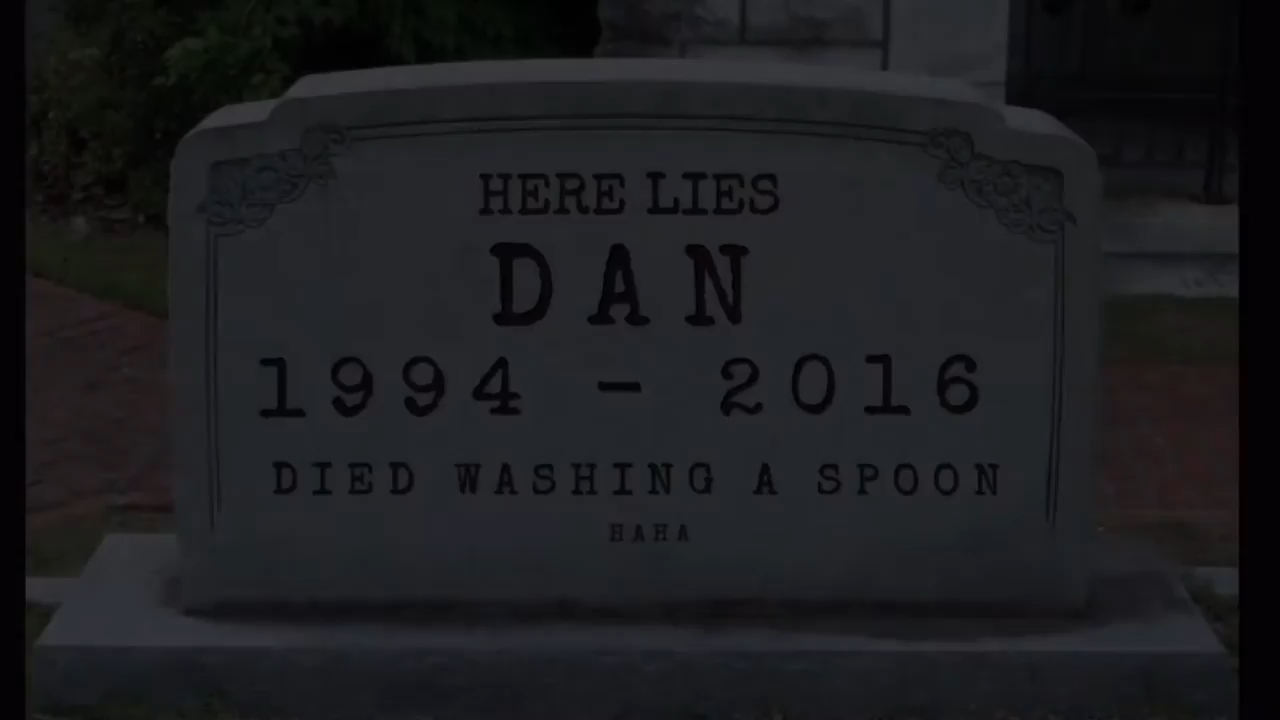 HERE LIES
DAN
1994 - 2016
DIED WASHING A SPOON
HAHA